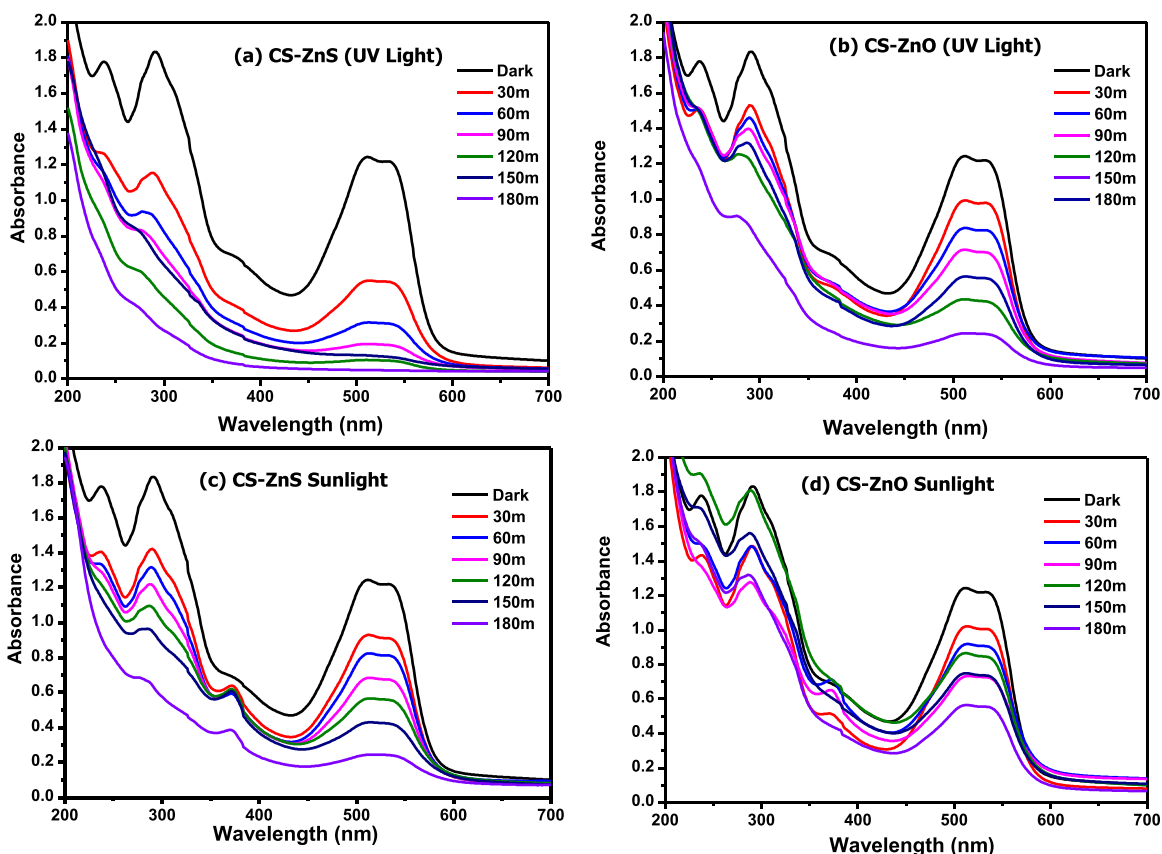 (a) CS-ZnS (UV Light)
Dark
30m
60m
90m
120m
150m
180m
2.0
1.8
1.6
1.4
1.2
1.0
0.8
0.6
0.4
0.2
0.0
Absorbance
200 300 400 500 600 700
Wavelength (nm)
(b) CS-ZnO (UV Light)
Dark
30m
60m
90m
120m
150m
180m
2.0
1.8
1.6
1.4
1.2
1.0
0.8
0.6
0.4
0.2
0.0
Absorbance
200 300 400 500 600 700
Wavelength (nm)
(c) CS-ZnS Sunlight
Dark
30m
60m
90m
120m
150m
180m
2.0
1.8
1.6
1.4
1.2
1.0
0.8
0.6
0.4
0.2
0.0
Absorbance
200 300 400 500 600 700
Wavelength (nm)
(d) CS-ZnO Sunlight
Dark
30m
60m
90m
120m
150m
180m
2.0
1.8
1.6
1.4
1.2
1.0
0.8
0.6
0.4
0.2
0.0
Absorbance
200 300 400 500 600 700
Wavelength (nm)